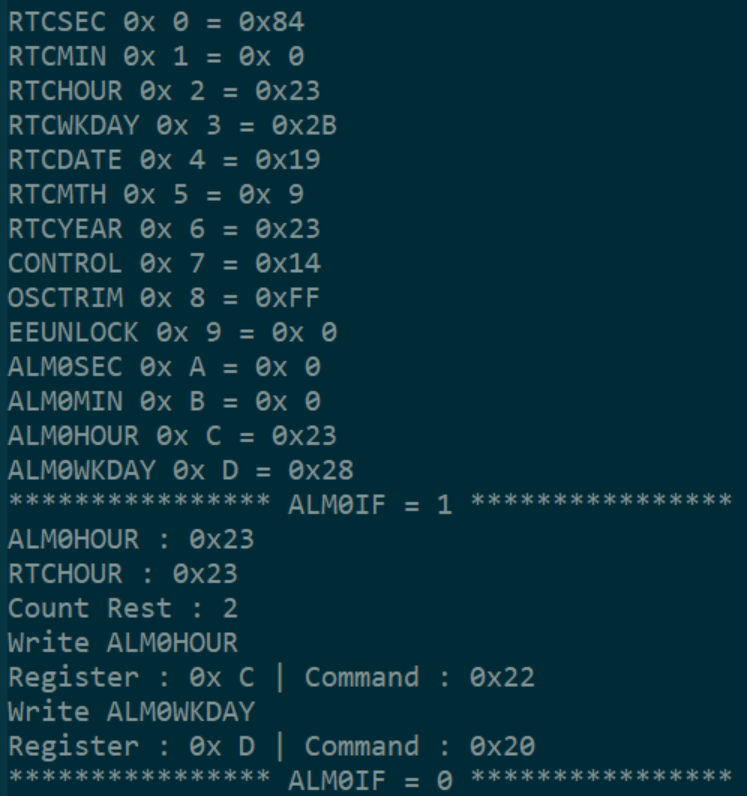 RTCSEC 0x 0 = 0x84
RTCMIN 0x 1 = 0x 0
RTCHOUR 0x 2 = 0x23
RTCWKDAY 0x 3 = 0x2B
RTCDATE 0x 4 = 0x19
RTCMTH 0x 5 = 0x 9
RTCYEAR 0x 6 = 0x23
CONTROL 0x 7 = 0x14
OSCTRIM 0x 8 = 0xFF
EEUNLOCK 0x 9 = 0x 0
ALM0SEC 0x A = 0x 0
ALM0MIN 0x B = 0x 0
ALM0HOUR 0x C = 0x23
ALM0WKDAY 0x D = 0x28
**************** ALM0IF = 1 ****************
ALM0HOUR : 0x23
RTCHOUR : 0x23
Count Rest : 2
Write ALM0HOUR
Register : 0x C | Command : 0x22
Write ALM0WKDAY
Register : 0x D | Command : 0x20
**************** ALM0IF = 0 ****************